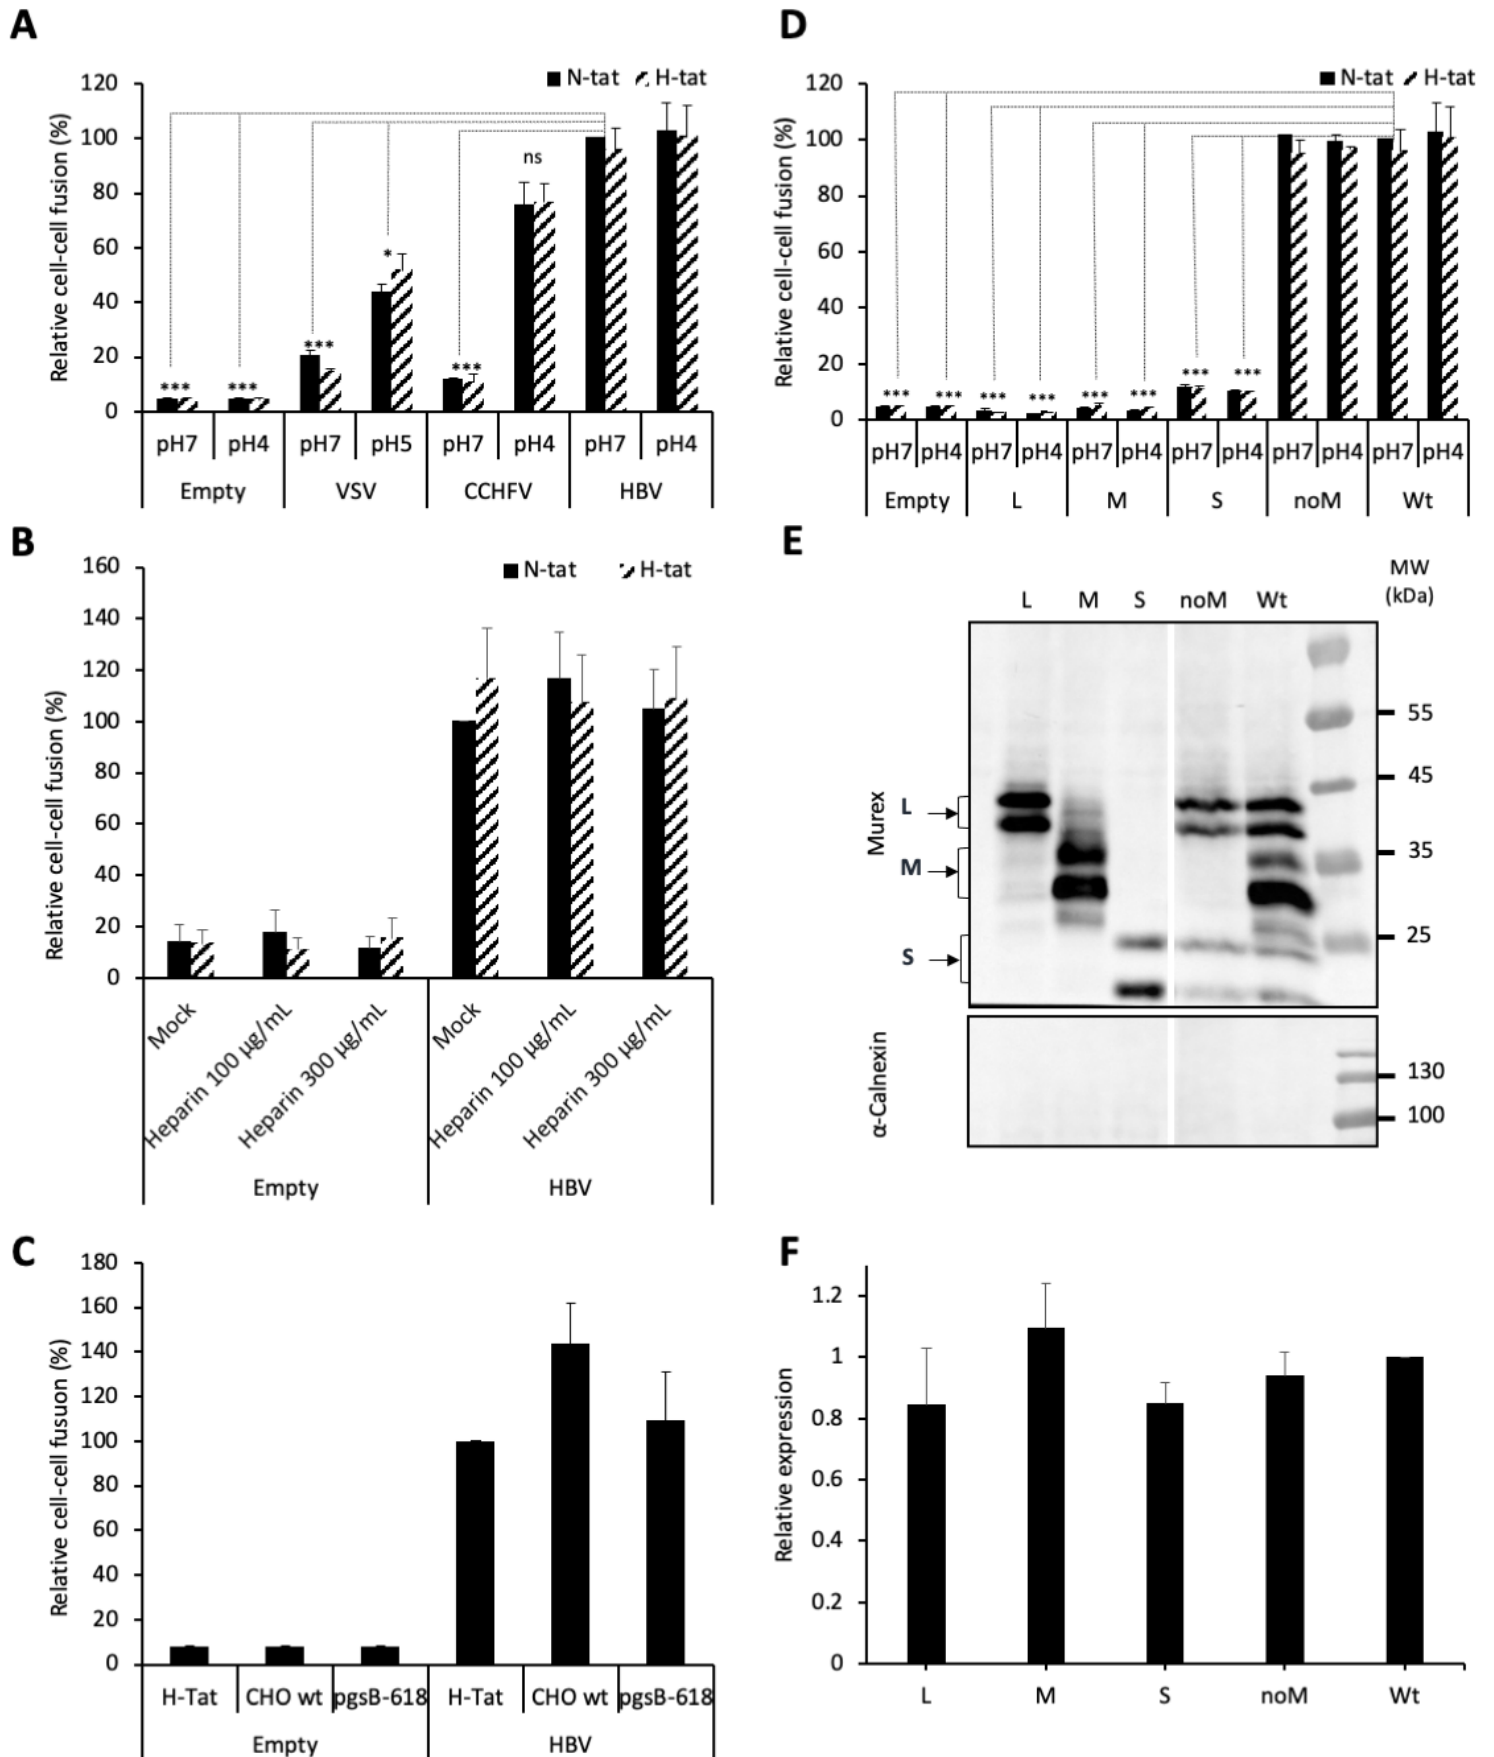 A
N-tat H-tat
Relative cell-cell fusion (%)
120
100
80
60
40
20
0
*** *** *** * *** ns
pH7 pH4 pH7 pH5 pH7 pH4 pH7 pH4
Empty VSV CCHFV HBV
D
N-tat H-tat
Relative cell-cell fusion (%)
120
100
80
60
40
20
0
*** *** *** *** *** *** *** ***
pH7 pH4 pH7 pH4 pH7 pH4 pH7 pH4 pH7 pH4 pH7 pH4
Empty L M S noM Wt
B
N-tat H-tat
Relative cell-cell fusion (%)
160
140
120
100
80
60
40
20
0
Mock
Heparin 100 µg/mL
Heparin 300 µg/mL
Mock
Heparin 100 µg/mL
Heparin 300 µg/mL
Empty HBV
E
MW
(kDa)
L M S noM Wt
Murex
L
M
S
55
45
35
25
α-Calnexin
130
100
C
Relative cell-cell fusuon (%)
180
160
140
120
100
80
60
40
20
0
H-Tat CHO wt pgsB-618 H-Tat CHO wt pgsB-618
Empty HBV
F
Relative expression
1.2
1
0.8
0.6
0.4
0.2
0
L M S noM Wt